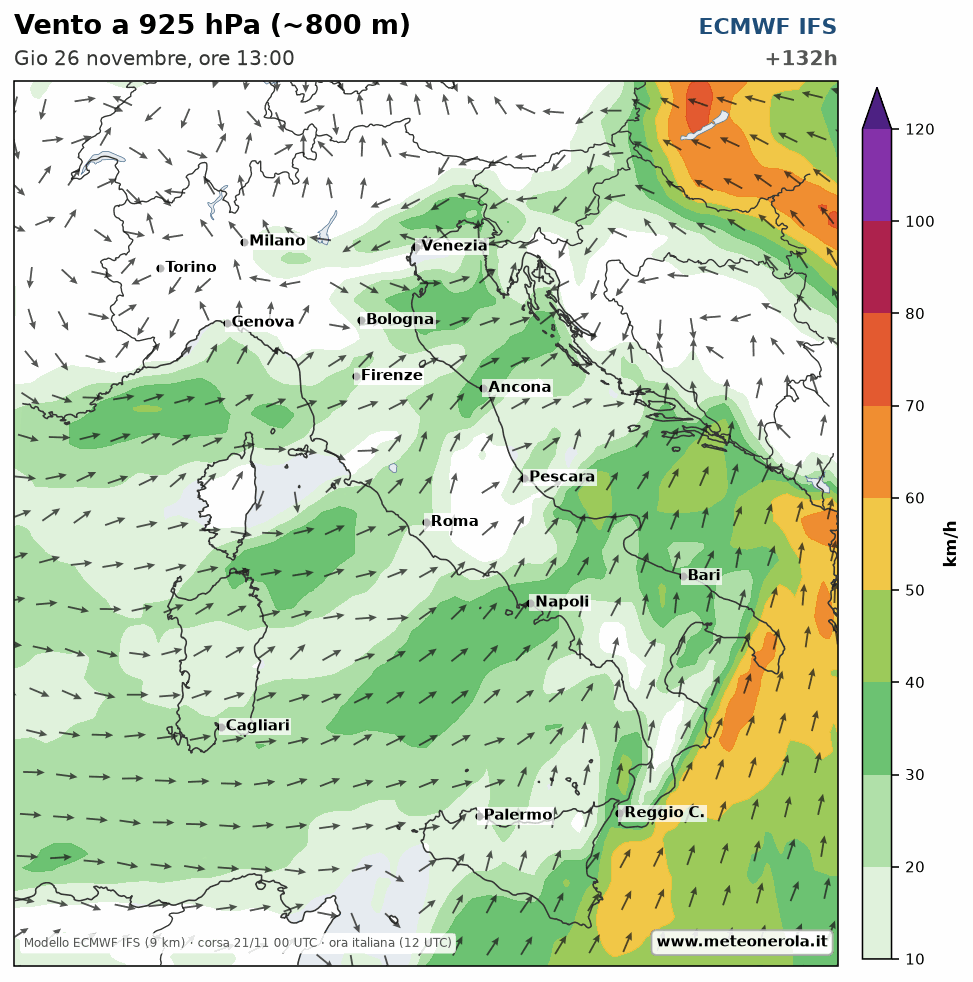 Vento a 925 hPa (~800 m)
ECMWF IFS
Gio 26 novembre, ore 13:00
+132h
Milano
Venezia
Torino
Genova
Bologna
Firenze
Ancona
Pescara
Roma
Bari
Napoli
Cagliari
Palermo
Reggio C.
120
100
80
70
60
50
40
30
20
10
km/h
Modello ECMWF IFS (9 km) · corsa 21/11 00 UTC · ora italiana (12 UTC)
www.meteonerola.it